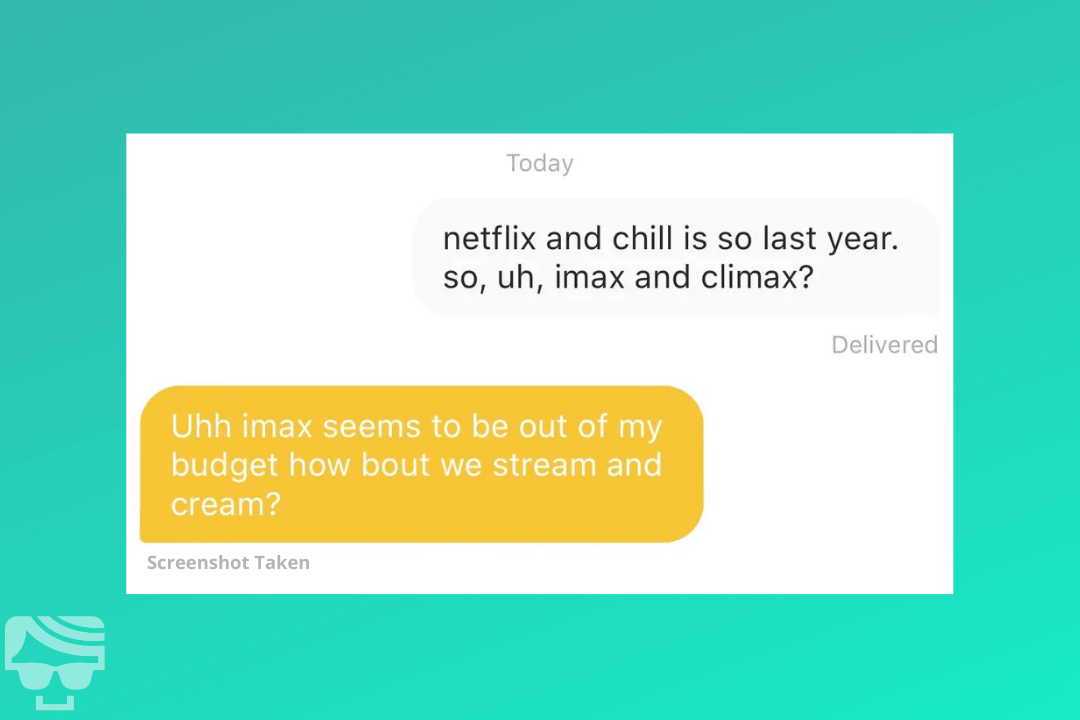 Today
netflix and chill is so last year.
so, uh, imax and climax?
Delivered
Uhh imax seems to be out of my
budget how bout we stream and
cream?
Screenshot Taken